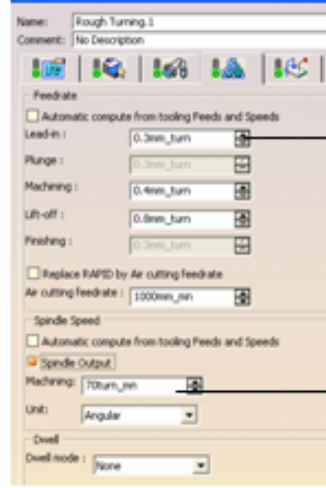 Name: Rough Turning.1
Comment: No Description
Feedrate
Automatic compute from tooling Feeds and Speeds
Lead-in : 0.3mm_turn
Plunge : 0.3mm_turn
Machining : 0.4mm_turn
Lift-off : 0.8mm_turn
Finishing : 0.3mm_turn
Replace RAPID by Air cutting feedrate
Air cutting feedrate : 1000mm_mn
Spindle Speed
Automatic compute from tooling Feeds and Speeds
Spindle Output
Machining: 70turn_mn
Unit: Angular
Dwell
Dwell mode : None